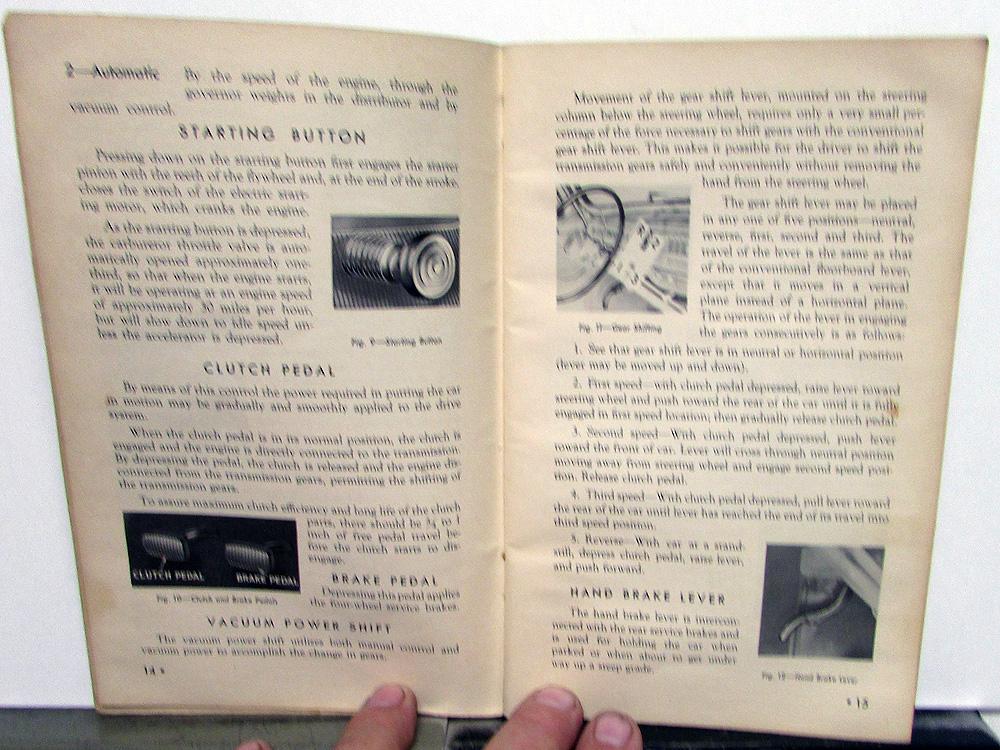 2—Automatic By the speed of the engine, through the
governor weights in the distributor and by
vacuum control.
STARTING BUTTON
Pressing down on the starting button first engages the starter
pinion with the teeth of the flywheel and, at the end of the stroke,
closes the switch of the electric start-
ing motor, which cranks the engine.
As the starting button is depressed,
the carburetor throttle valve is auto-
matically opened approximately one-
third, so that when the engine starts,
it will be operating at an engine speed
of approximately 30 miles per hour,
but will slow down to idle speed un-
less the accelerator is depressed.
Fig. 9—Starting Button
CLUTCH PEDAL
By means of this control the power required in putting the car
in motion may be gradually and smoothly applied to the drive
system.
When the clutch pedal is in its normal position, the clutch is
engaged and the engine is directly connected to the transmission.
By depressing the pedal, the clutch is released and the engine dis-
connected from the transmission gears, permitting the shifting of
the transmission gears.
To assure maximum clutch efficiency and long life of the clutch
parts, there should be ¾ to 1
inch of free pedal travel be-
fore the clutch starts to dis-
engage.
CLUTCH PEDAL BRAKE PEDAL
Fig. 10—Clutch and Brake Pedals
BRAKE PEDAL
Depressing this pedal applies
the four-wheel service brakes.
VACUUM POWER SHIFT
The vacuum power shift utilizes both manual control and
vacuum power to accomplish the change in gears.
14 *
Movement of the gear shift lever, mounted on the steering
column below the steering wheel, requires only a very small per-
centage of the force necessary to shift gears with the conventional
gear shift lever. This makes it possible for the driver to shift the
transmission gears safely and conveniently without removing the
hand from the steering wheel.
The gear shift lever may be placed
in any one of five positions—neutral,
reverse, first, second and third. The
travel of the lever is the same as that
of the conventional floorboard lever,
except that it moves in a vertical
plane instead of a horizontal plane.
The operation of the lever in engaging
the gears consecutively is as follows:
Fig. 11—Gear Shifting
1. See that gear shift lever is in neutral or horizontal position
(lever may be moved up and down).
2. First speed—with clutch pedal depressed, raise lever toward
steering wheel and push toward the rear of the car until it is fully
engaged in first speed location; then gradually release clutch pedal.
3. Second speed—With clutch pedal depressed, push lever
toward the front of car. Lever will cross through neutral position
moving away from steering wheel and engage second speed posi-
tion. Release clutch pedal.
4. Third speed—With clutch pedal depressed, pull lever toward
the rear of the car until lever has reached the end of its travel into
third speed position.
5. Reverse—With car at a stand-
still, depress clutch pedal, raise lever,
and push forward.
HAND BRAKE LEVER
The hand brake lever is intercon-
nected with the rear service brakes and
is used for holding the car when
parked or when about to get under
way up a steep grade.
Fig. 12—Hand Brake Lever
* 15